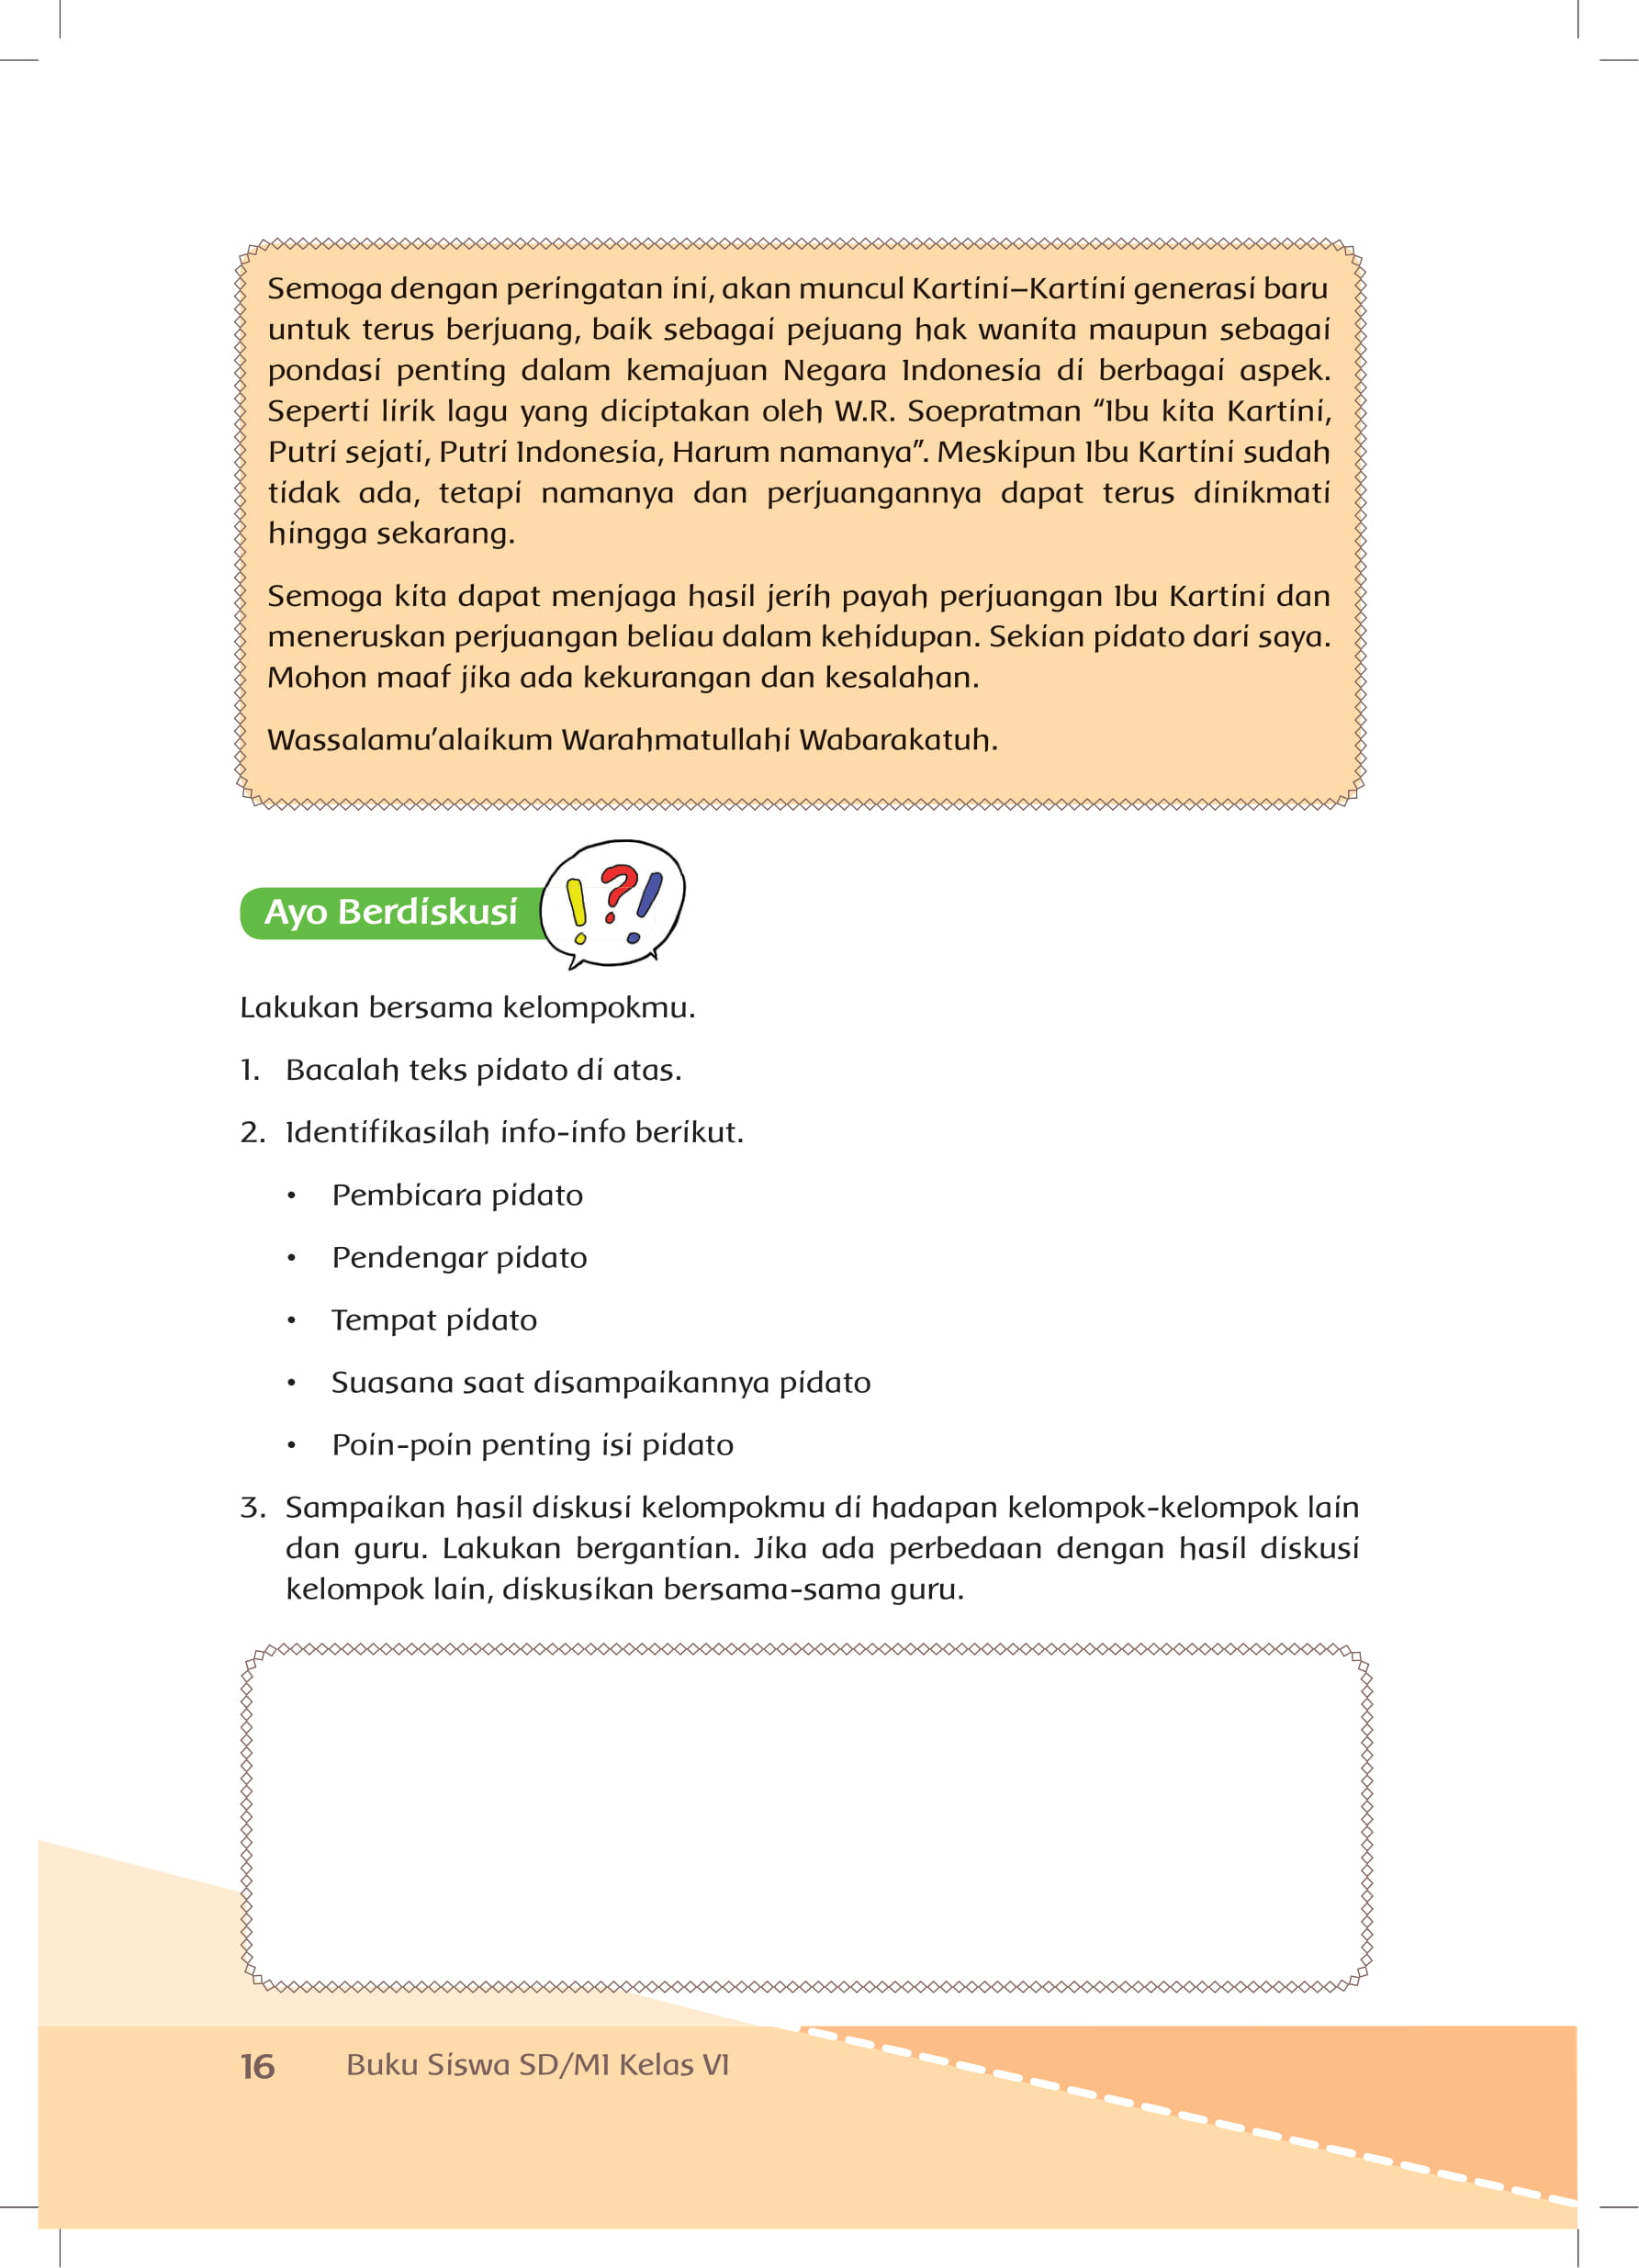 Semoga dengan peringatan ini, akan muncul Kartini–Kartini generasi baru
untuk terus berjuang, baik sebagai pejuang hak wanita maupun sebagai
pondasi penting dalam kemajuan Negara Indonesia di berbagai aspek.
Seperti lirik lagu yang diciptakan oleh W.R. Soepratman “Ibu kita Kartini,
Putri sejati, Putri Indonesia, Harum namanya”. Meskipun Ibu Kartini sudah
tidak ada, tetapi namanya dan perjuangannya dapat terus dinikmati
hingga sekarang.
Semoga kita dapat menjaga hasil jerih payah perjuangan Ibu Kartini dan
meneruskan perjuangan beliau dalam kehidupan. Sekian pidato dari saya.
Mohon maaf jika ada kekurangan dan kesalahan.
Wassalamu’alaikum Warahmatullahi Wabarakatuh.
Ayo Berdiskusi
Lakukan bersama kelompokmu.
1. Bacalah teks pidato di atas.
2. Identifikasilah info-info berikut.
• Pembicara pidato
• Pendengar pidato
• Tempat pidato
• Suasana saat disampaikannya pidato
• Poin-poin penting isi pidato
3. Sampaikan hasil diskusi kelompokmu di hadapan kelompok-kelompok lain
dan guru. Lakukan bergantian. Jika ada perbedaan dengan hasil diskusi
kelompok lain, diskusikan bersama-sama guru.
16 Buku Siswa SD/MI Kelas VI